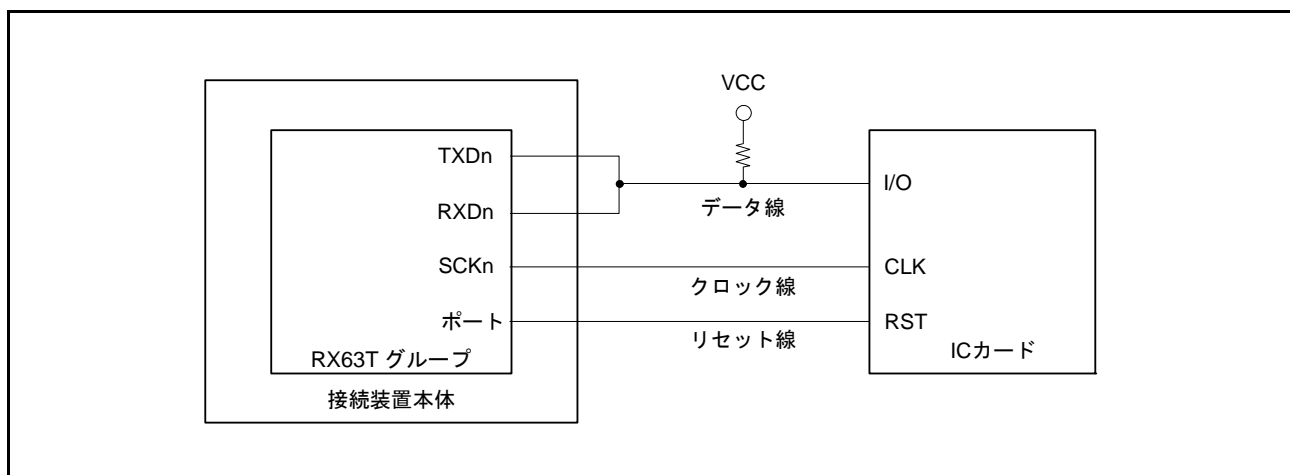 VCC
TXDn
I/O
データ線
RXDn
SCKn
CLK
クロック線
ポート
RST
リセット線
RX63T グループ
ICカード
接続装置本体